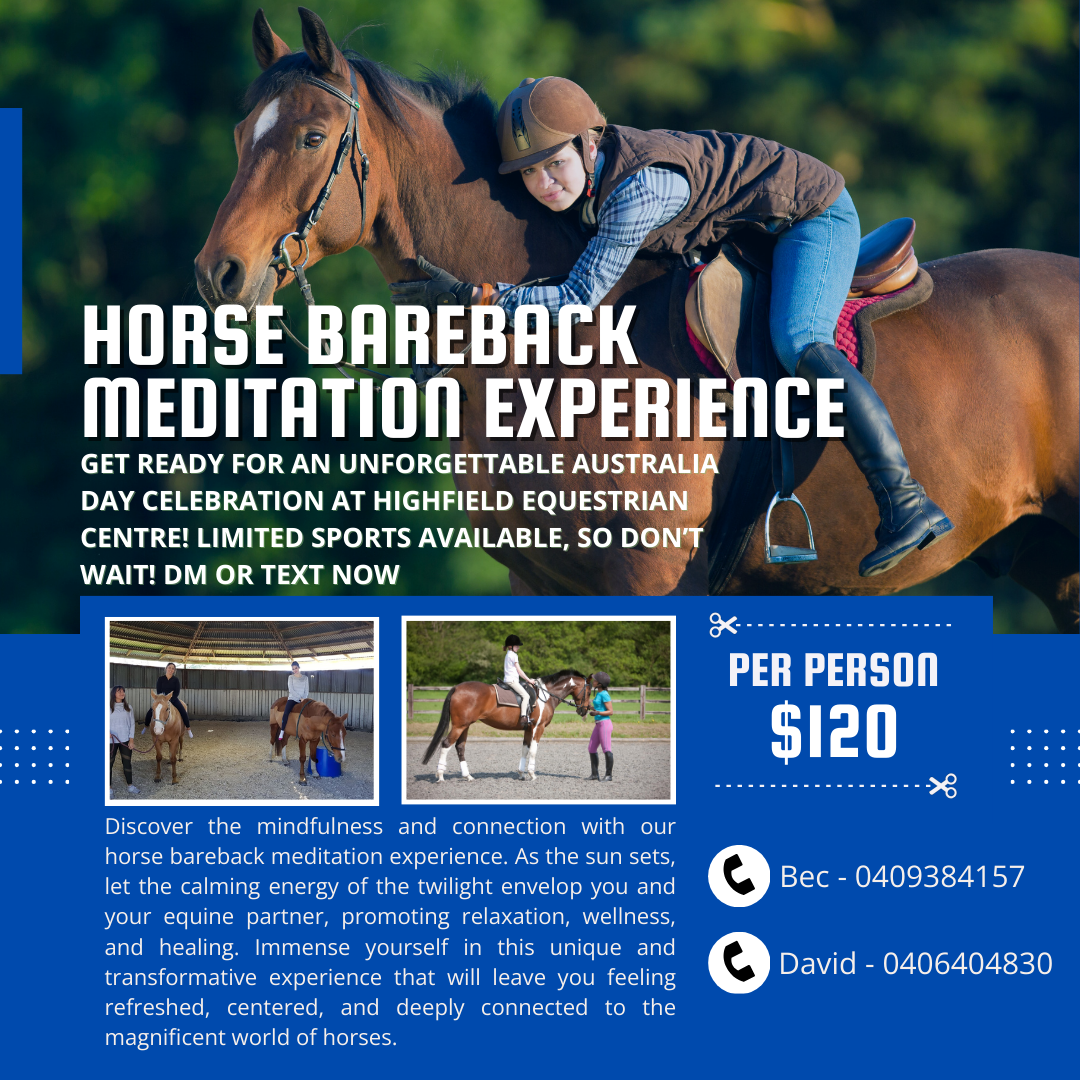 HORSE BAREBACK
MEDITATION EXPERIENCE
GET READY FOR AN UNFORGETTABLE AUSTRALIA
DAY CELEBRATION AT HIGHFIELD EQUESTRIAN
CENTRE! LIMITED SPORTS AVAILABLE, SO DON'T
WAIT! DM OR TEXT NOW
PER PERSON
$120
Discover the mindfulness and connection with our
horse bareback meditation experience. As the sun sets,
let the calming energy of the twilight envelop you and
your equine partner, promoting relaxation, wellness,
and healing. Immense yourself in this unique and
transformative experience that will leave you feeling
refreshed, centered, and deeply connected to the
magnificent world of horses.
Bec - 0409384157
David - 0406404830